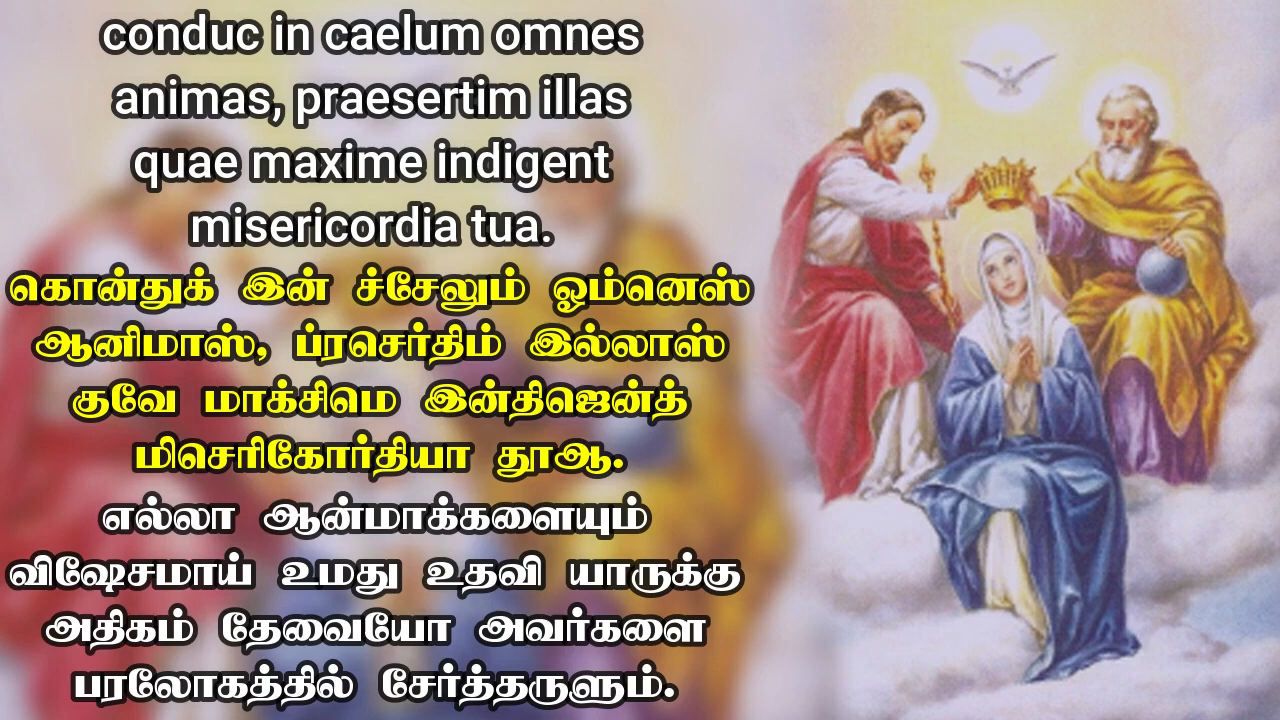 conduc in caelum omnes
animas, praesertim illas
quae maxime indigent
misericordia tua.
கொன்துக் இன் ச்சேலும் ஓம்னெஸ்
ஆனிமாஸ், ப்ரசெர்திம் இல்லாஸ்
குவே மாக்சிமெ இன்திஜென்த்
மிசெரிகோர்தியா தூஆ.
எல்லா ஆன்மாக்களையும்
விஷேசமாய் உமது உதவி யாருக்கு
அதிகம் தேவையோ அவர்களை
பரலோகத்தில் சேர்த்தருளும்.